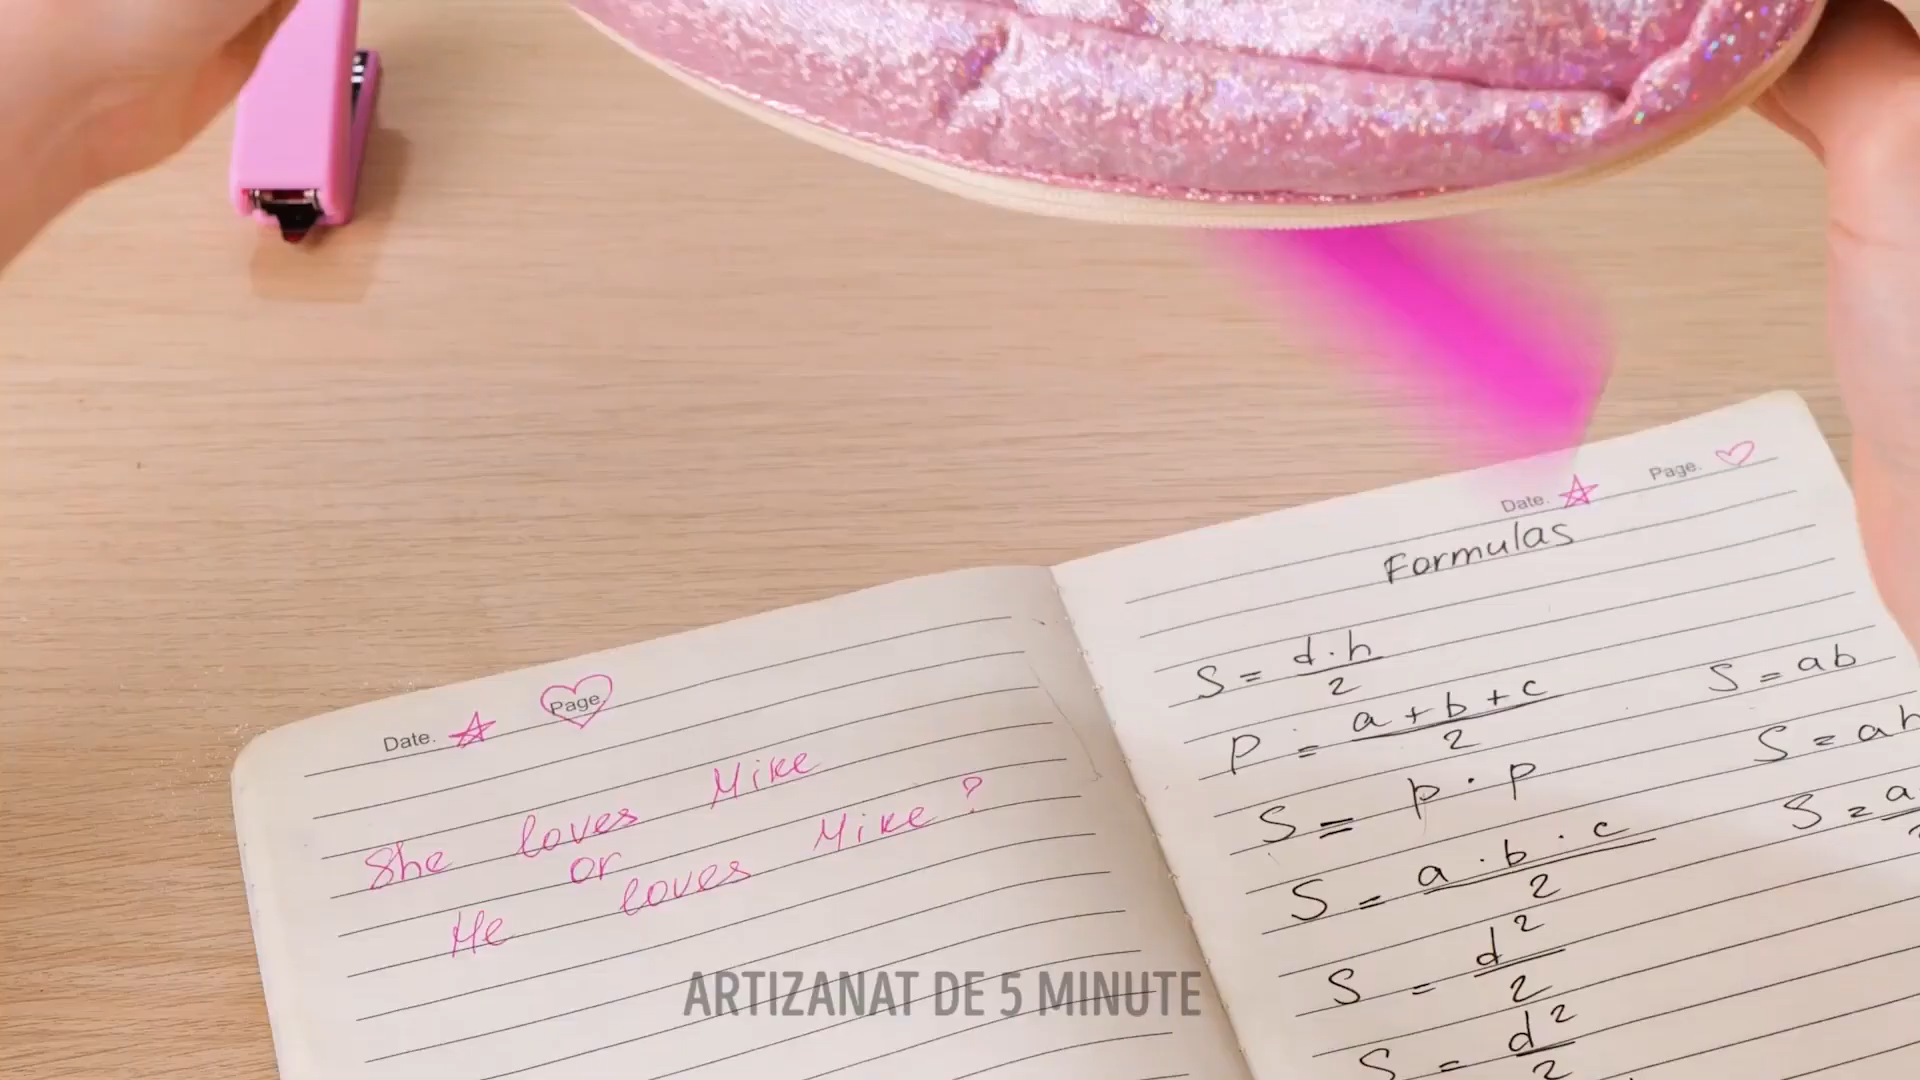 Date. Page
She loves Mike
or
He loves Mike?
Date. Page.
Formulas
S = d·h/2
P = a+b+c/2 S = ab
S = p·p S = ah
S = a·b·c/2
S = d²/2
S = d²/2
ARTIZANAT DE 5 MINUTE